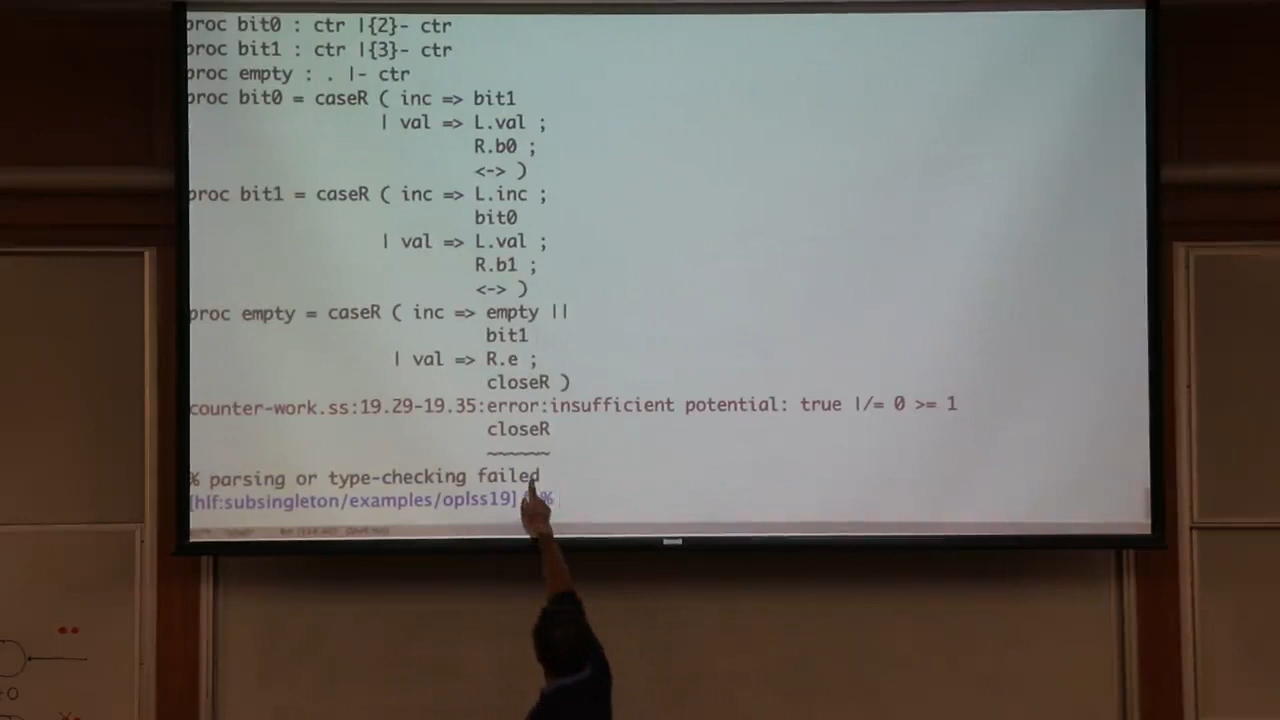 proc bit0 : ctr |{2}- ctr
proc bit1 : ctr |{3}- ctr
proc empty : . |- ctr
proc bit0 = caseR ( inc => bit1
| val => L.val ;
R.b0 ;
<-> )
proc bit1 = caseR ( inc => L.inc ;
bit0
| val => L.val ;
R.b1 ;
<-> )
proc empty = caseR ( inc => empty ||
bit1
| val => R.e ;
closeR )
counter-work.ss:19.29-19.35:error:insufficient potential: true |/= 0 >= 1
closeR
~~~~~~
% parsing or type-checking failed
[hlf:subsingleton/examples/oplss19] %